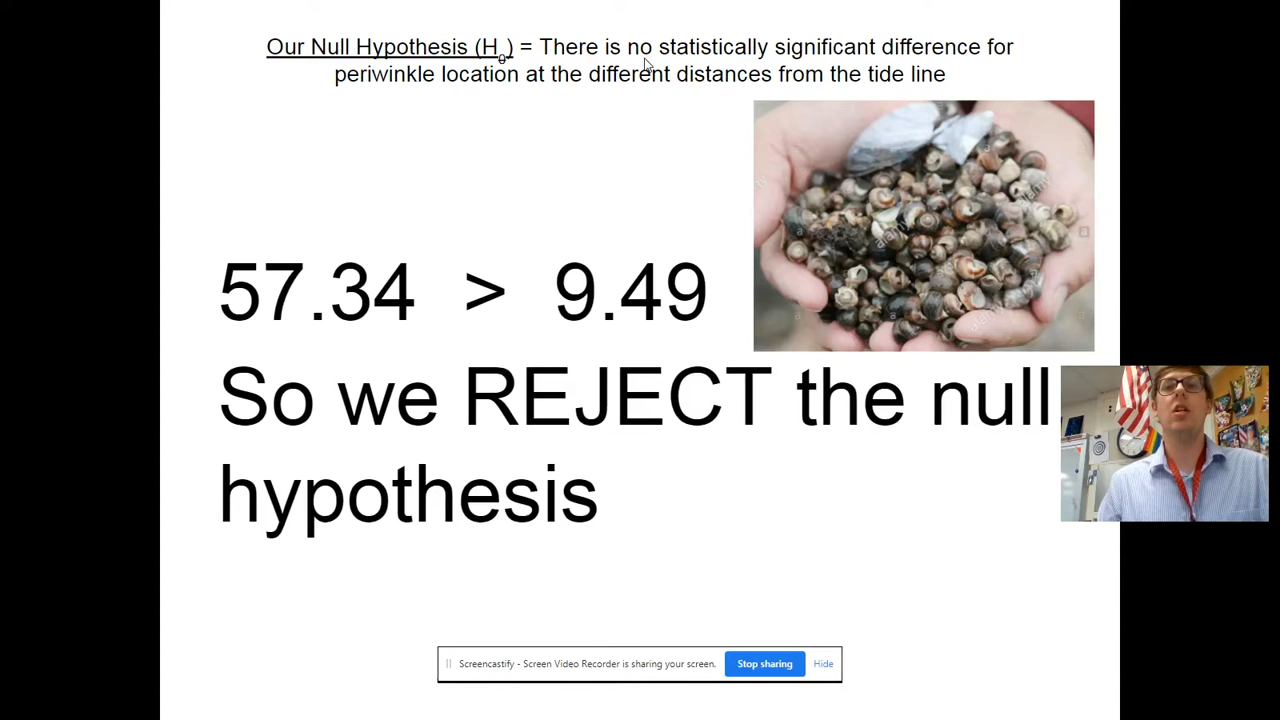 Our Null Hypothesis (H0) = There is no statistically significant difference for
periwinkle location at the different distances from the tide line
57.34 > 9.49
So we REJECT the null
hypothesis
Screencastify - Screen Video Recorder is sharing your screen. Stop sharing Hide